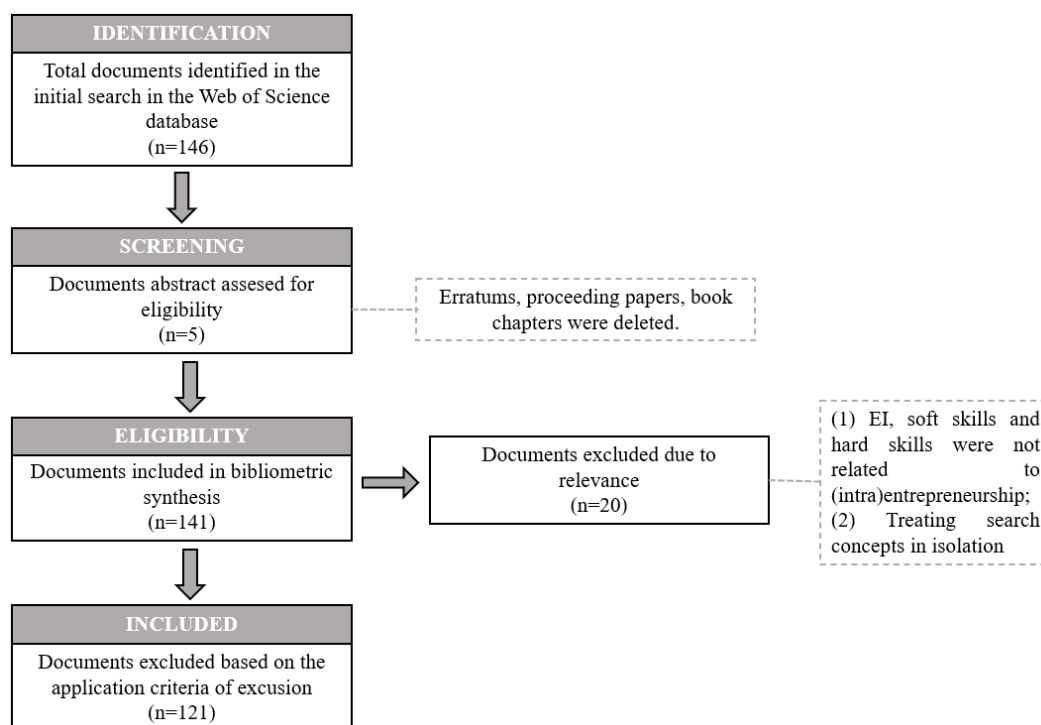 IDENTIFICATION
Total documents identified in the
initial search in the Web of Science
database
(n=146)
SCREENING
Documents abstract assesed for
eligibility
(n=5)
Erratums, proceeding papers, book
chapters were deleted.
ELIGIBILITY
Documents included in bibliometric
synthesis
(n=141)
Documents excluded due to
relevance
(n=20)
(1) EI, soft skills and
hard skills were not
related to
(intra)entrepreneurship;
(2) Treating search
concepts in isolation
INCLUDED
Documents excluded based on the
application criteria of excusion
(n=121)